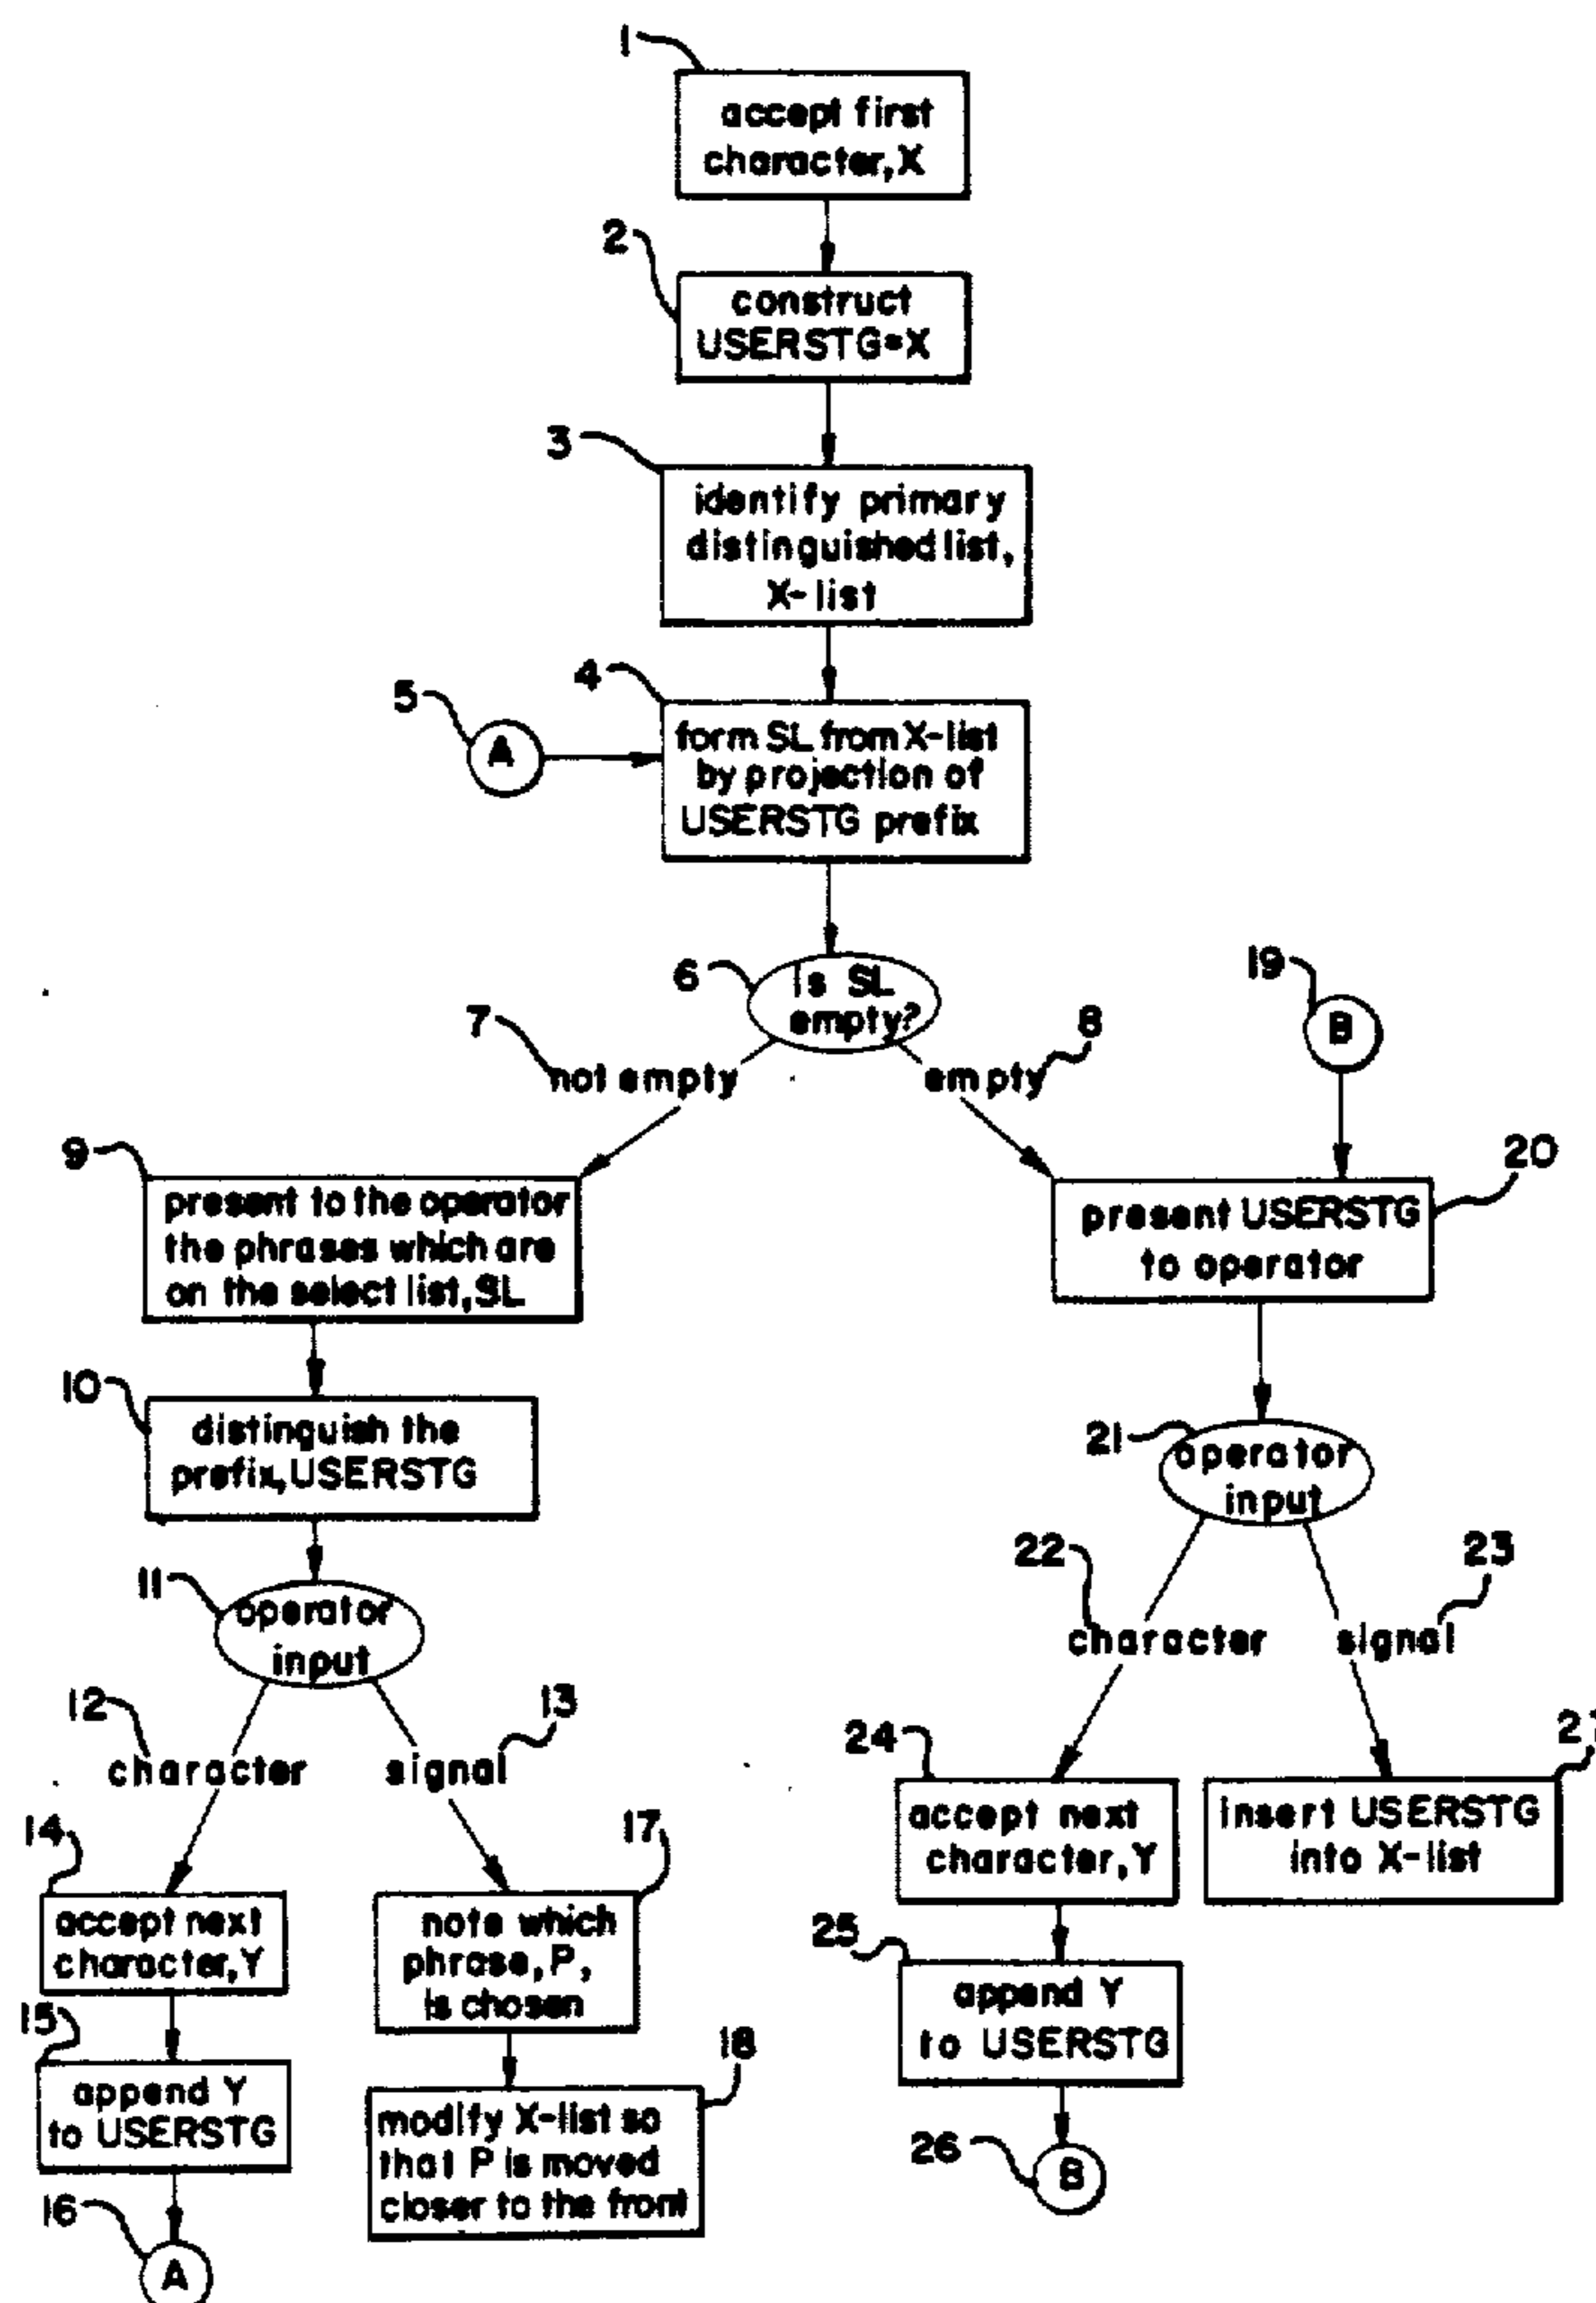 1
accept first
character,X
2
construct
USERSTG=X
3
identify primary
distinguished list,
X-list
4
5
A
form SL from X-list
by projection of
USERSTG prefix
6
Is SL
empty?
7
not empty
empty
8
19
B
9
present to the operator
the phrases which are
on the select list,SL
20
present USERSTG
to operator
10
distinguish the
prefix,USERSTG
21
operator
input
11
operator
input
22
character
23
signal
12
character
13
signal
24
accept next
character,Y
insert USERSTG
into X-list
14
accept next
character,Y
17
note which
phrase,P,
is chosen
25
append Y
to USERSTG
15
append Y
to USERSTG
18
modify X-list so
that P is moved
closer to the front
26
B
16
A